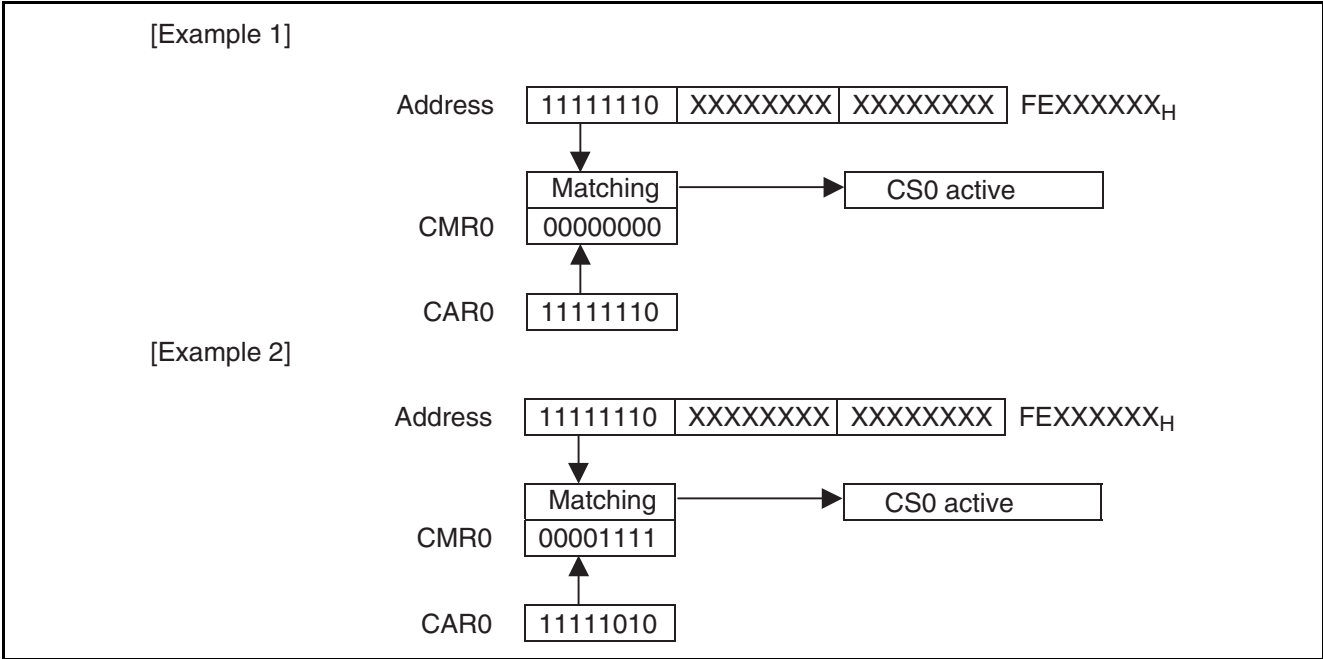 [Example 1]
Address 11111110 XXXXXXXX XXXXXXXX FEXXXXXXH
Matching CS0 active
CMR0 00000000
CAR0 11111110
[Example 2]
Address 11111110 XXXXXXXX XXXXXXXX FEXXXXXXH
Matching CS0 active
CMR0 00001111
CAR0 11111010